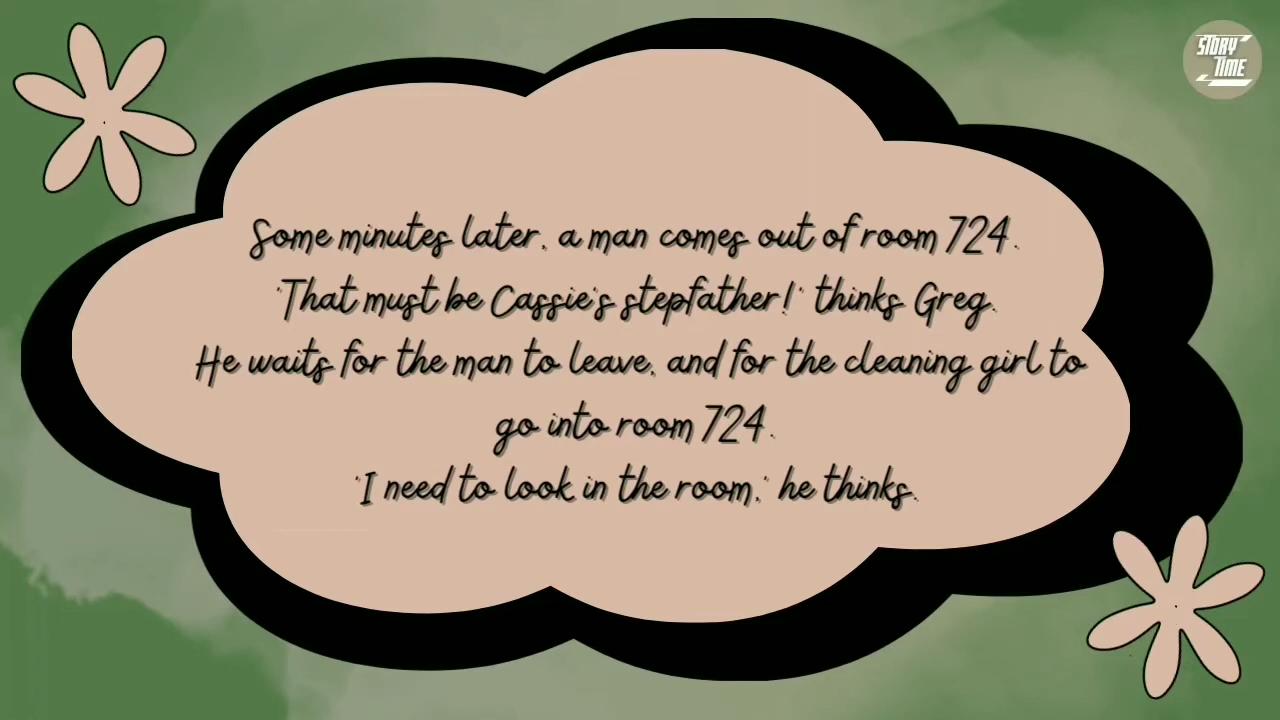 STORY
TIME
Some minutes later, a man comes out of room 724.
'That must be Cassie's stepfather!' thinks Greg.
He waits for the man to leave, and for the cleaning girl to
go into room 724.
'I need to look in the room,' he thinks.